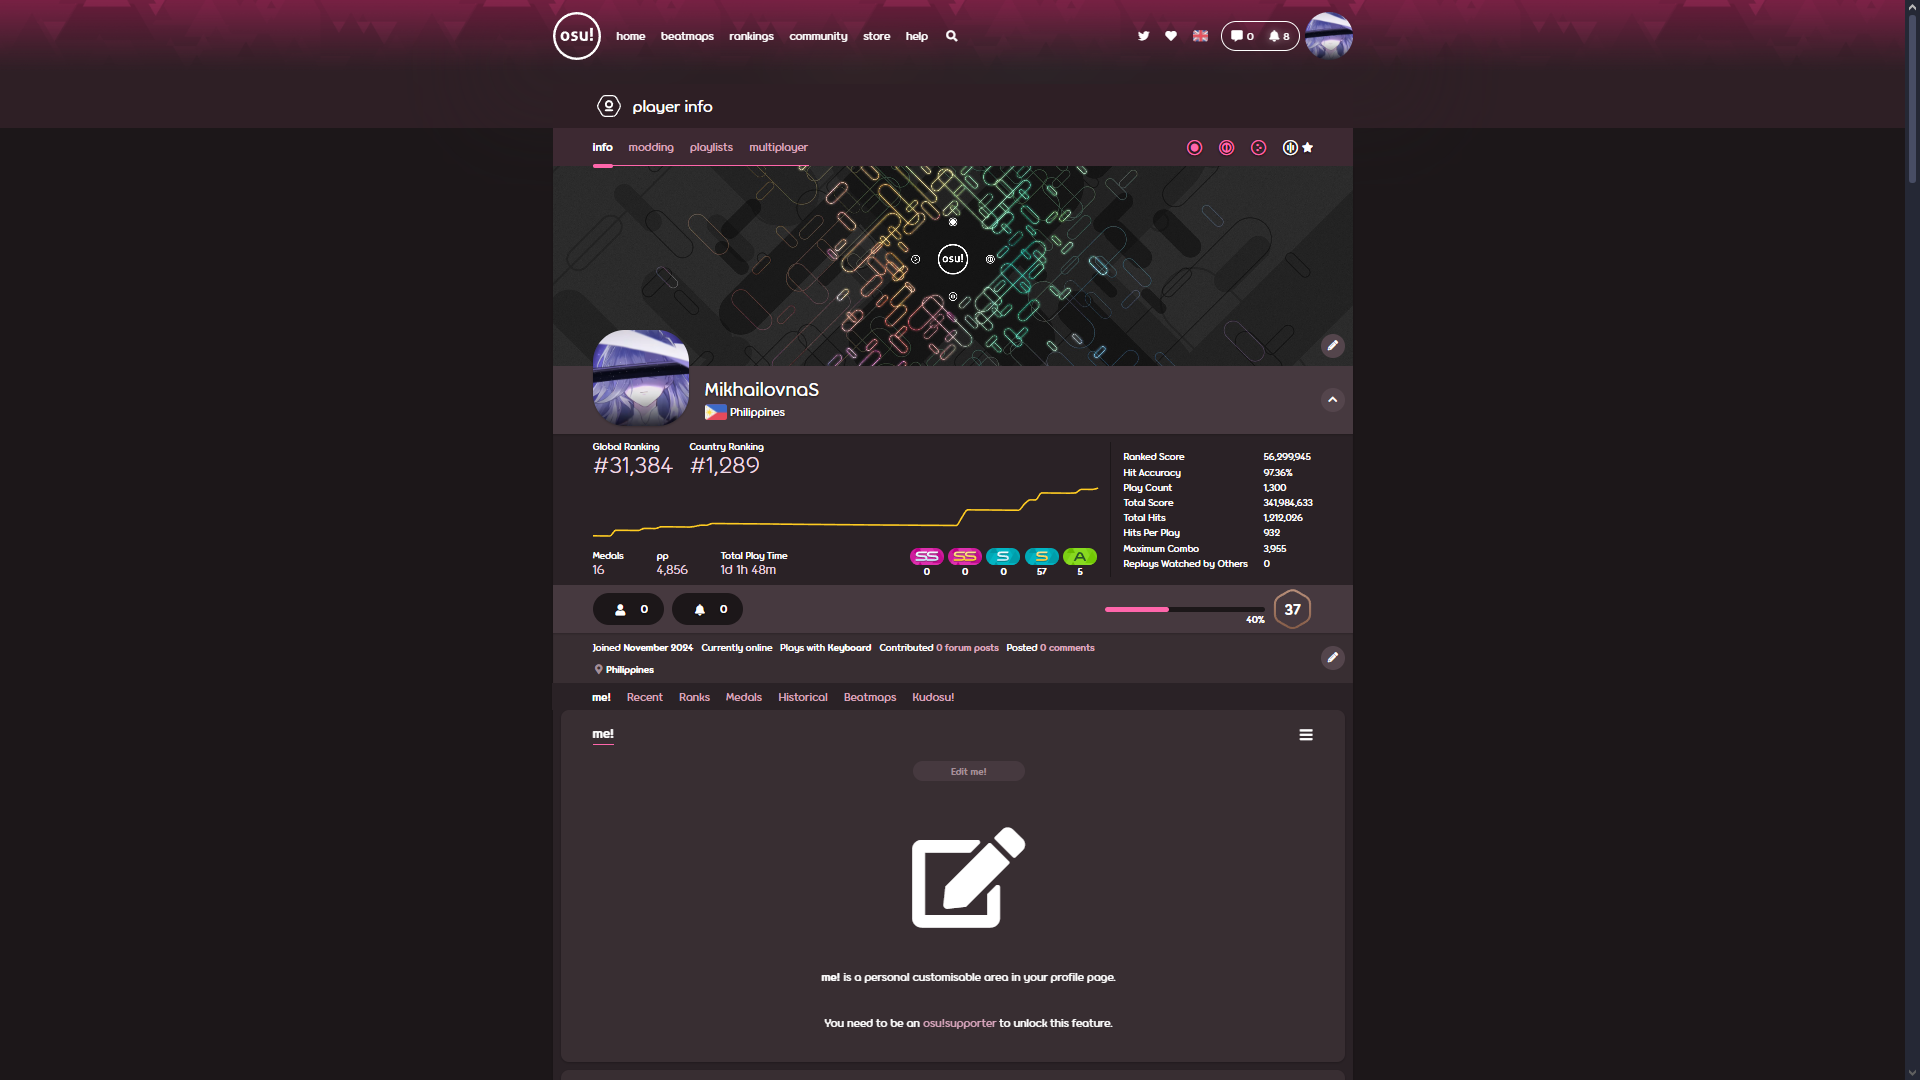 osu! home beatmaps rankings community store help 0 8
player info
info modding playlists multiplayer
osu!
MikhailovnaS
Philippines
Global Ranking Country Ranking
#31,384 #1,289
Medals pp Total Play Time
16 4,856 1d 1h 48m
SS SS S S A
0 0 0 57 5
Ranked Score 56,299,945
Hit Accuracy 97.36%
Play Count 1,300
Total Score 341,984,633
Total Hits 1,212,026
Hits Per Play 932
Maximum Combo 3,955
Replays Watched by Others 0
0 0 40% 37
Joined November 2024 Currently online Plays with Keyboard Contributed 0 forum posts Posted 0 comments
Philippines
me! Recent Ranks Medals Historical Beatmaps Kudosu!
me!
Edit me!
me! is a personal customisable area in your profile page.
You need to be an osu!supporter to unlock this feature.